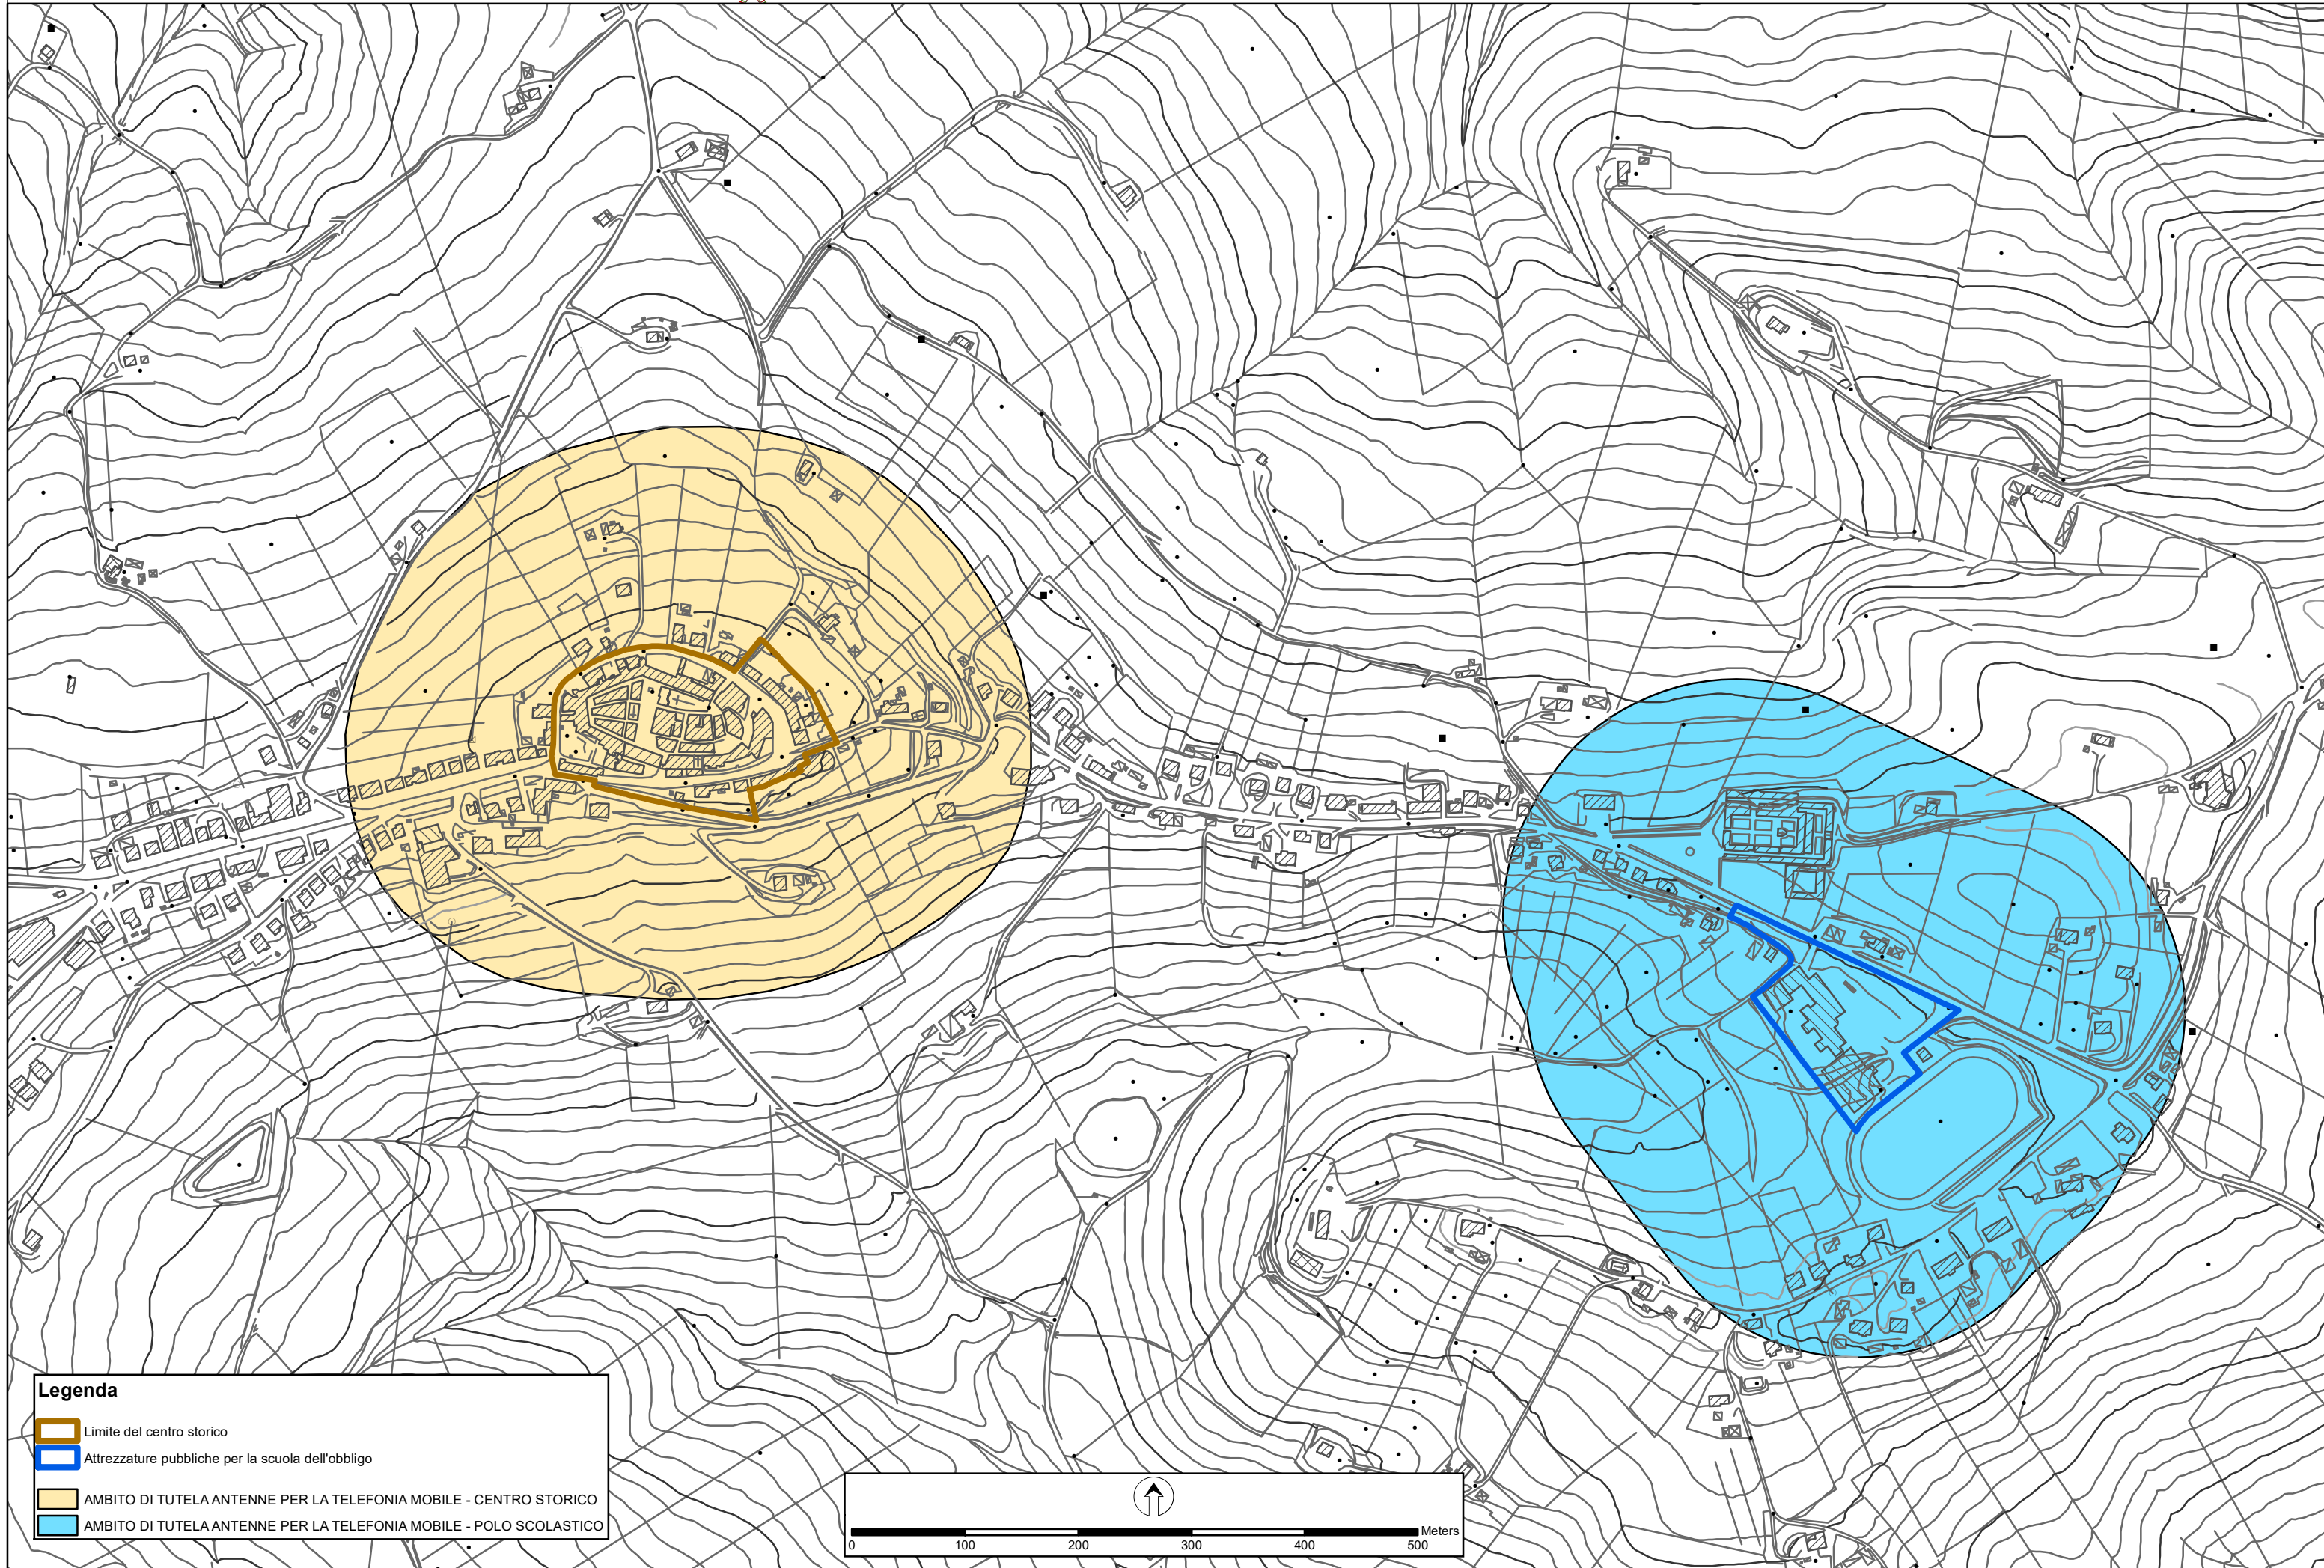 Legenda
Limite del centro storico
Attrezzature pubbliche per la scuola dell'obbligo
AMBITO DI TUTELA ANTENNE PER LA TELEFONIA MOBILE - CENTRO STORICO
AMBITO DI TUTELA ANTENNE PER LA TELEFONIA MOBILE - POLO SCOLASTICO
Meters
0 100 200 300 400 500